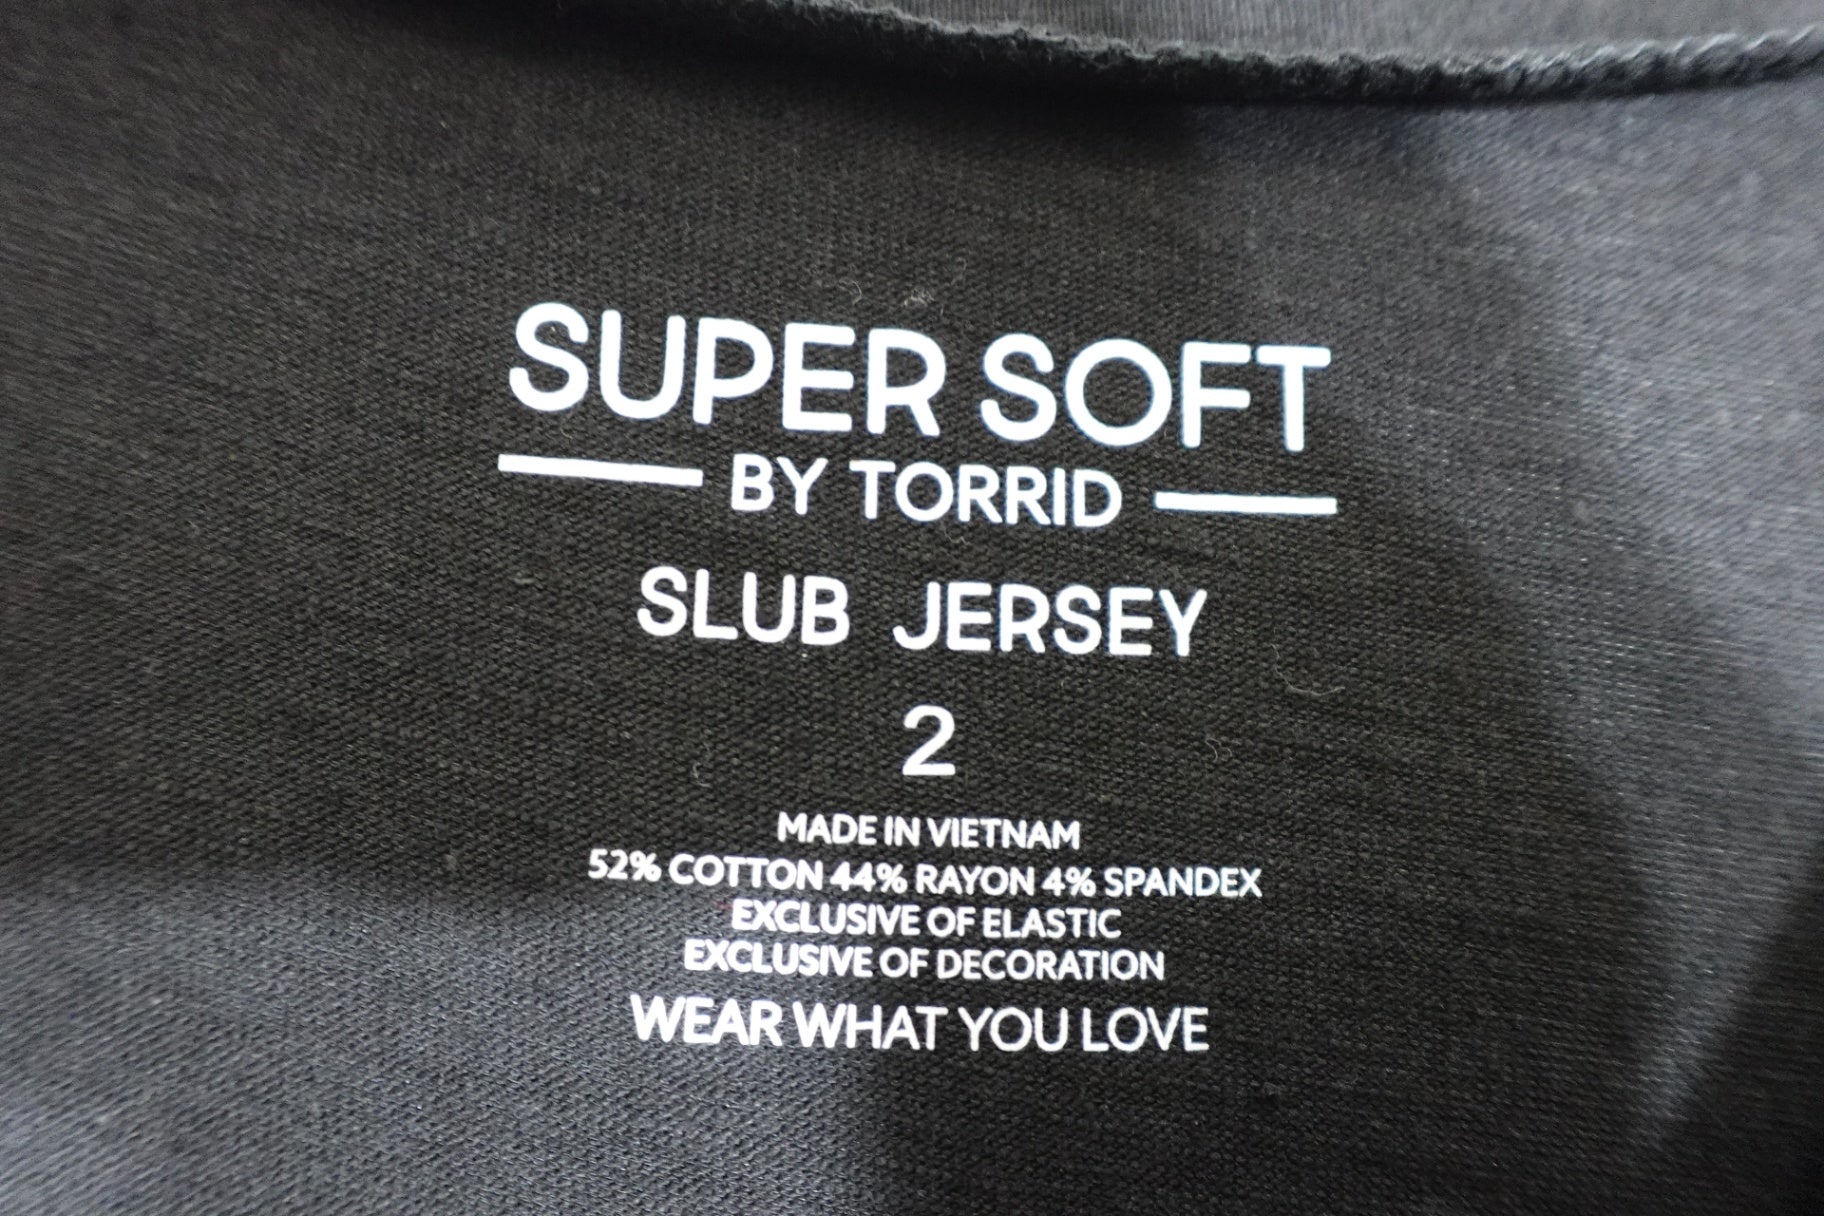 SUPER SOFT
BY TORRID
SLUB JERSEY
2
MADE IN VIETNAM
52% COTTON 44% RAYON 4% SPANDEX
EXCLUSIVE OF ELASTIC
EXCLUSIVE OF DECORATION
WEAR WHAT YOU LOVE